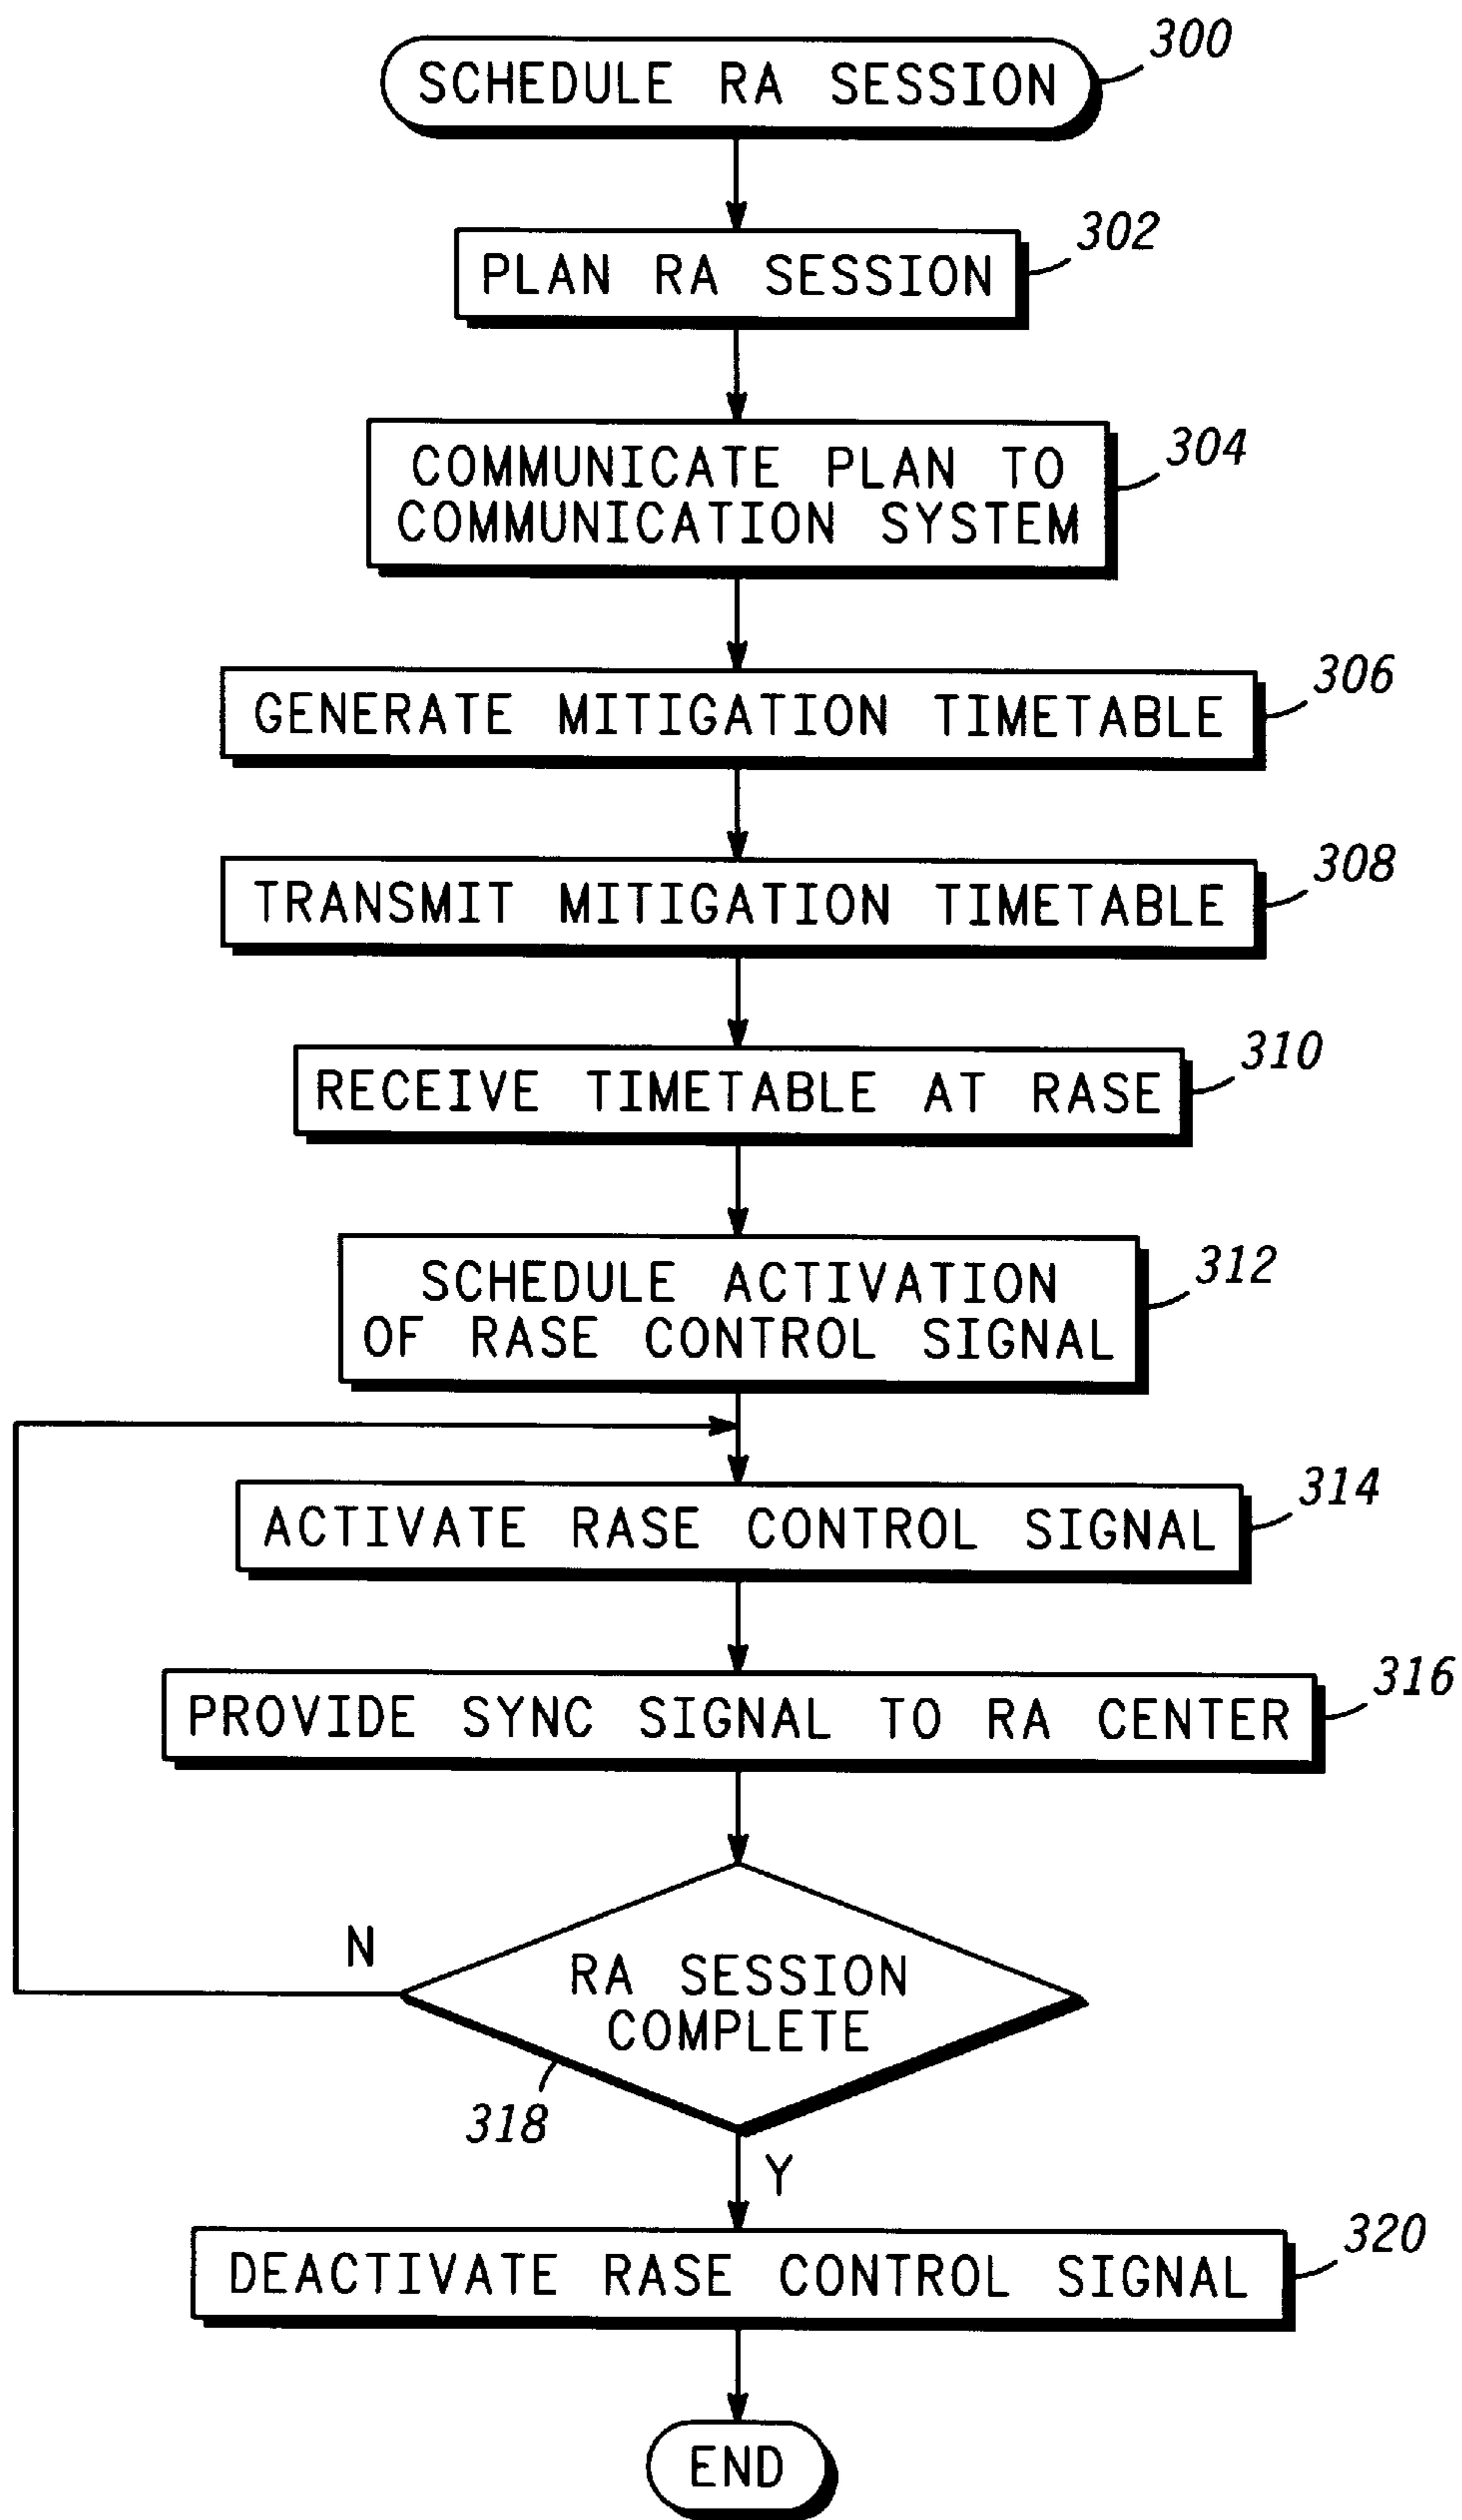 300
SCHEDULE RA SESSION
302
PLAN RA SESSION
304
COMMUNICATE PLAN TO
COMMUNICATION SYSTEM
306
GENERATE MITIGATION TIMETABLE
308
TRANSMIT MITIGATION TIMETABLE
310
RECEIVE TIMETABLE AT RASE
312
SCHEDULE ACTIVATION
OF RASE CONTROL SIGNAL
314
ACTIVATE RASE CONTROL SIGNAL
316
PROVIDE SYNC SIGNAL TO RA CENTER
N
RA SESSION
COMPLETE
318
Y
320
DEACTIVATE RASE CONTROL SIGNAL
END